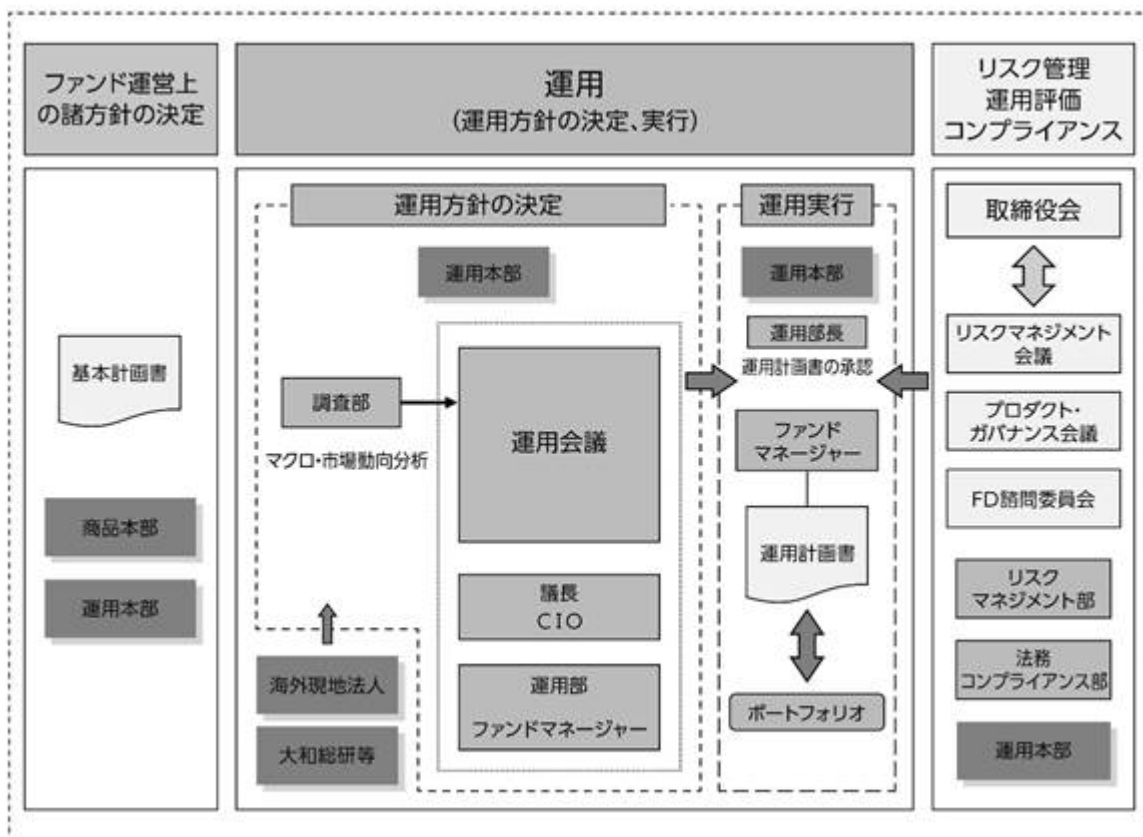 ファンド運営上
の諸方針の決定
運用
(運用方針の決定、実行)
リスク管理
運用評価
コンプライアンス
基本計画書
商品本部
運用本部
運用方針の決定
運用本部
調査部
マクロ・市場動向分析
運用会議
議長
CIO
運用部
ファンドマネージャー
海外現地法人
大和総研等
運用実行
運用本部
運用部長
運用計画書の承認
ファンド
マネージャー
運用計画書
ポートフォリオ
取締役会
リスクマネジメント
会議
プロダクト・
ガバナンス会議
FD諮問委員会
リスク
マネジメント部
法務
コンプライアンス部
運用本部